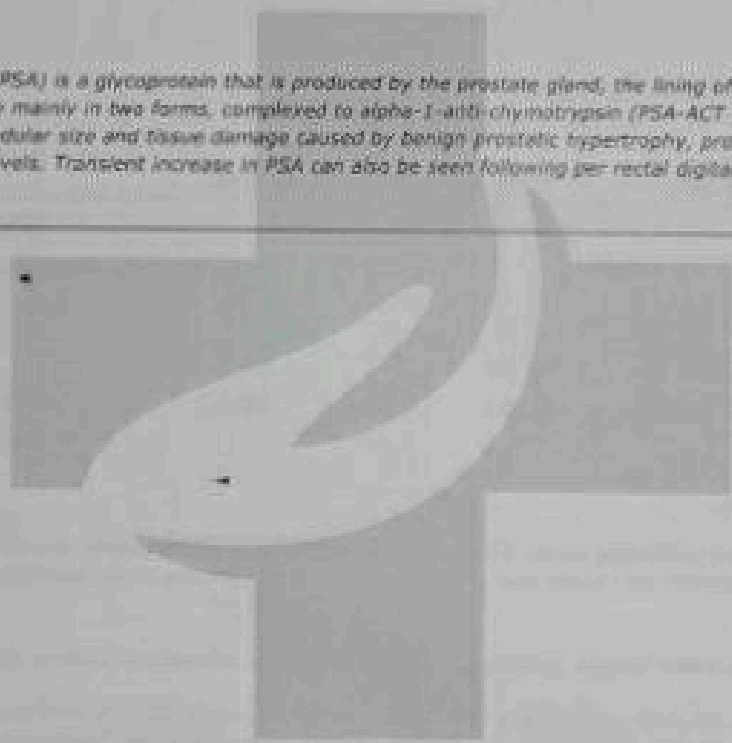 PSA) is a glycoprotein that is produced by the prostate gland, the lining of
mainly in two forms, complexed to alpha-1-anti-chymotrypsin (PSA-ACT
dular size and tissue damage caused by benign prostatic hypertrophy, pro
vels. Transient increase in PSA can also be seen following per rectal digita